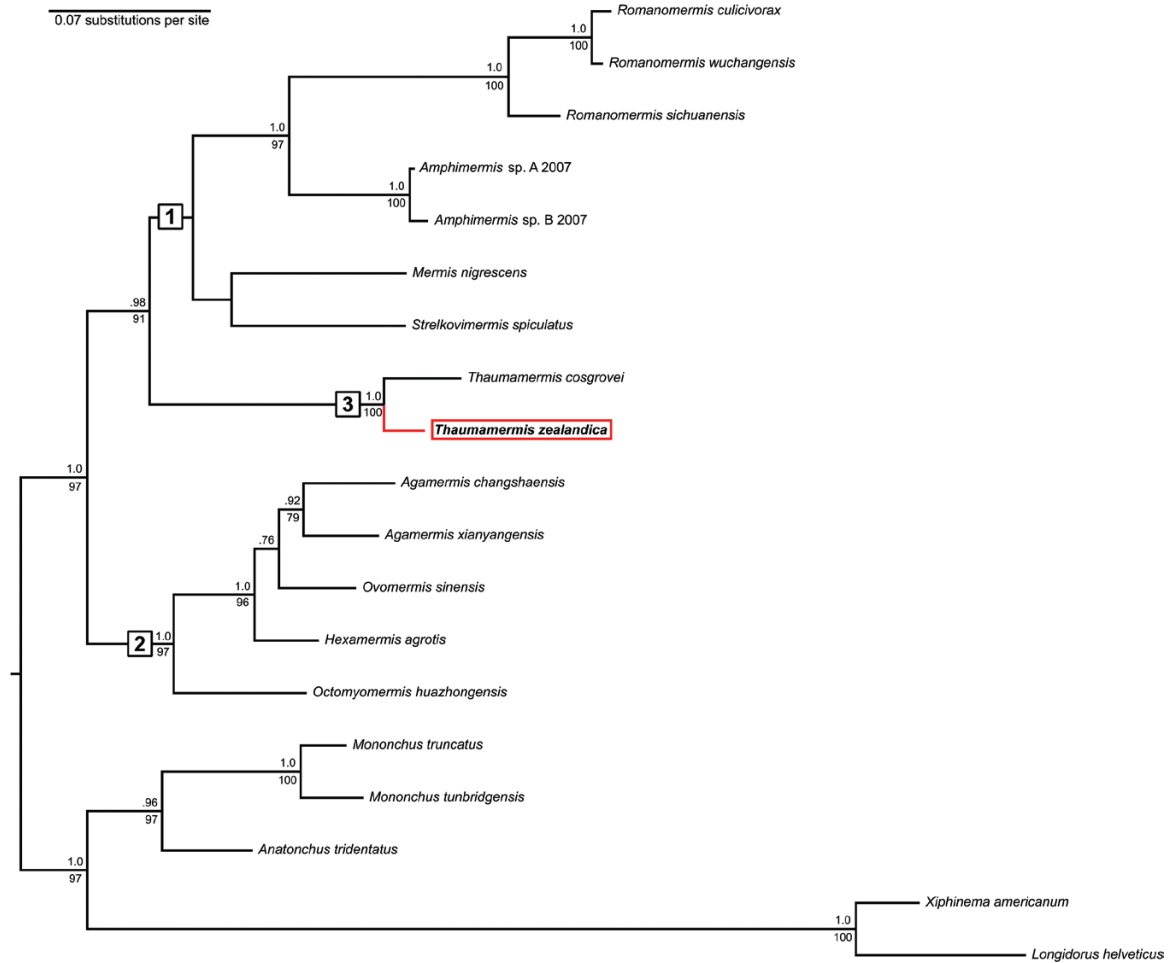 0.07 substitutions per site
Romanomermis culicivorax
1.0
100
Romanomermis wuchangensis
1.0
100
Romanomermis sichuanensis
1.0
97
Amphimermis sp. A 2007
1.0
100
Amphimermis sp. B 2007
1
Mermis nigrescens
.98
91
Strelkovimermis spiculatus
Thaumamermis cosgrovei
3
1.0
100
Thaumamermis zealandica
1.0
97
Agamermis changshaensis
.92
79
Agamermis xianyangensis
.76
Ovomermis sinensis
1.0
96
Hexamermis agrotis
2
1.0
97
Octomyomermis huazhongensis
Mononchus truncatus
1.0
100
Mononchus tunbridgensis
.96
97
Anatonchus tridentatus
1.0
97
Xiphinema americanum
1.0
100
Longidorus helveticus